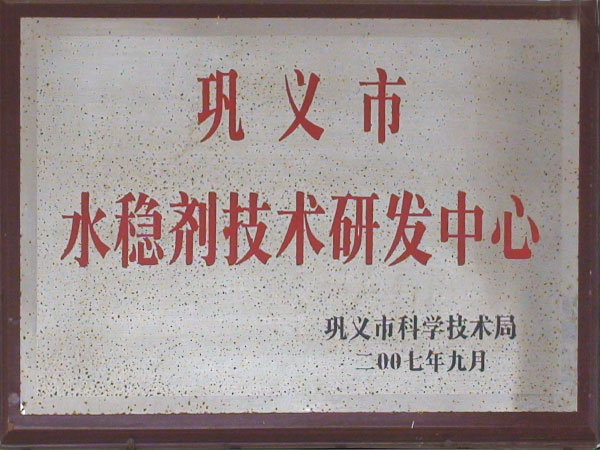 巩义市
水稳剂技术研发中心
巩义市科学技术局
二00七年九月